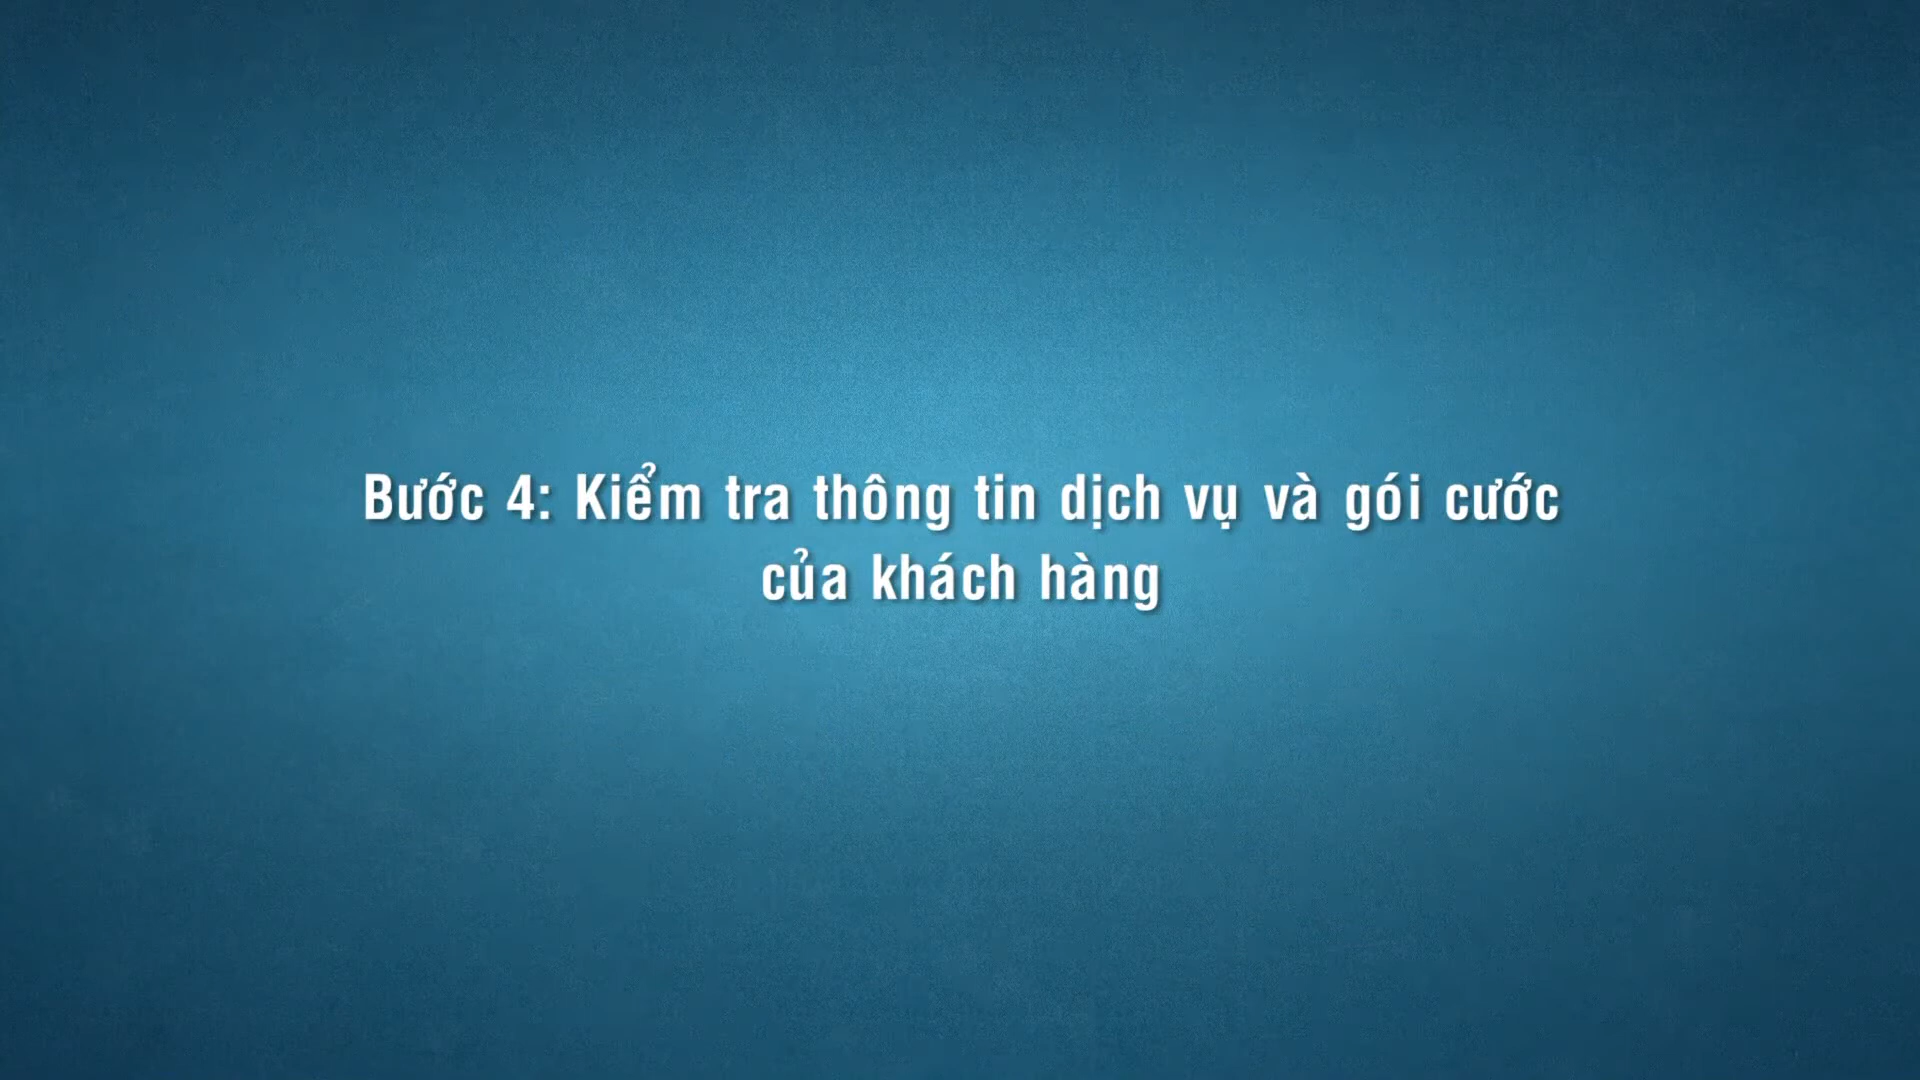 Bước 4: Kiểm tra thông tin dịch vụ và gói cước
của khách hàng